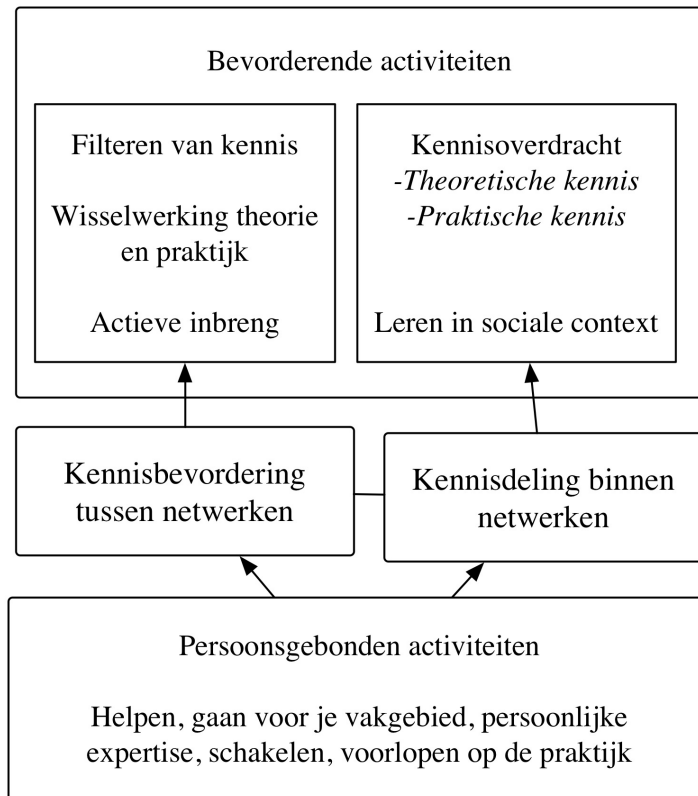 Bevorderende activiteiten
Filteren van kennis
Wisselwerking theorie
en praktijk
Actieve inbreng
Kennisoverdracht
-Theoretische kennis
-Praktische kennis
Leren in sociale context
Kennisbevordering
tussen netwerken
Kennisdeling binnen
netwerken
Persoonsgebonden activiteiten
Helpen, gaan voor je vakgebied, persoonlijke
expertise, schakelen, voorlopen op de praktijk